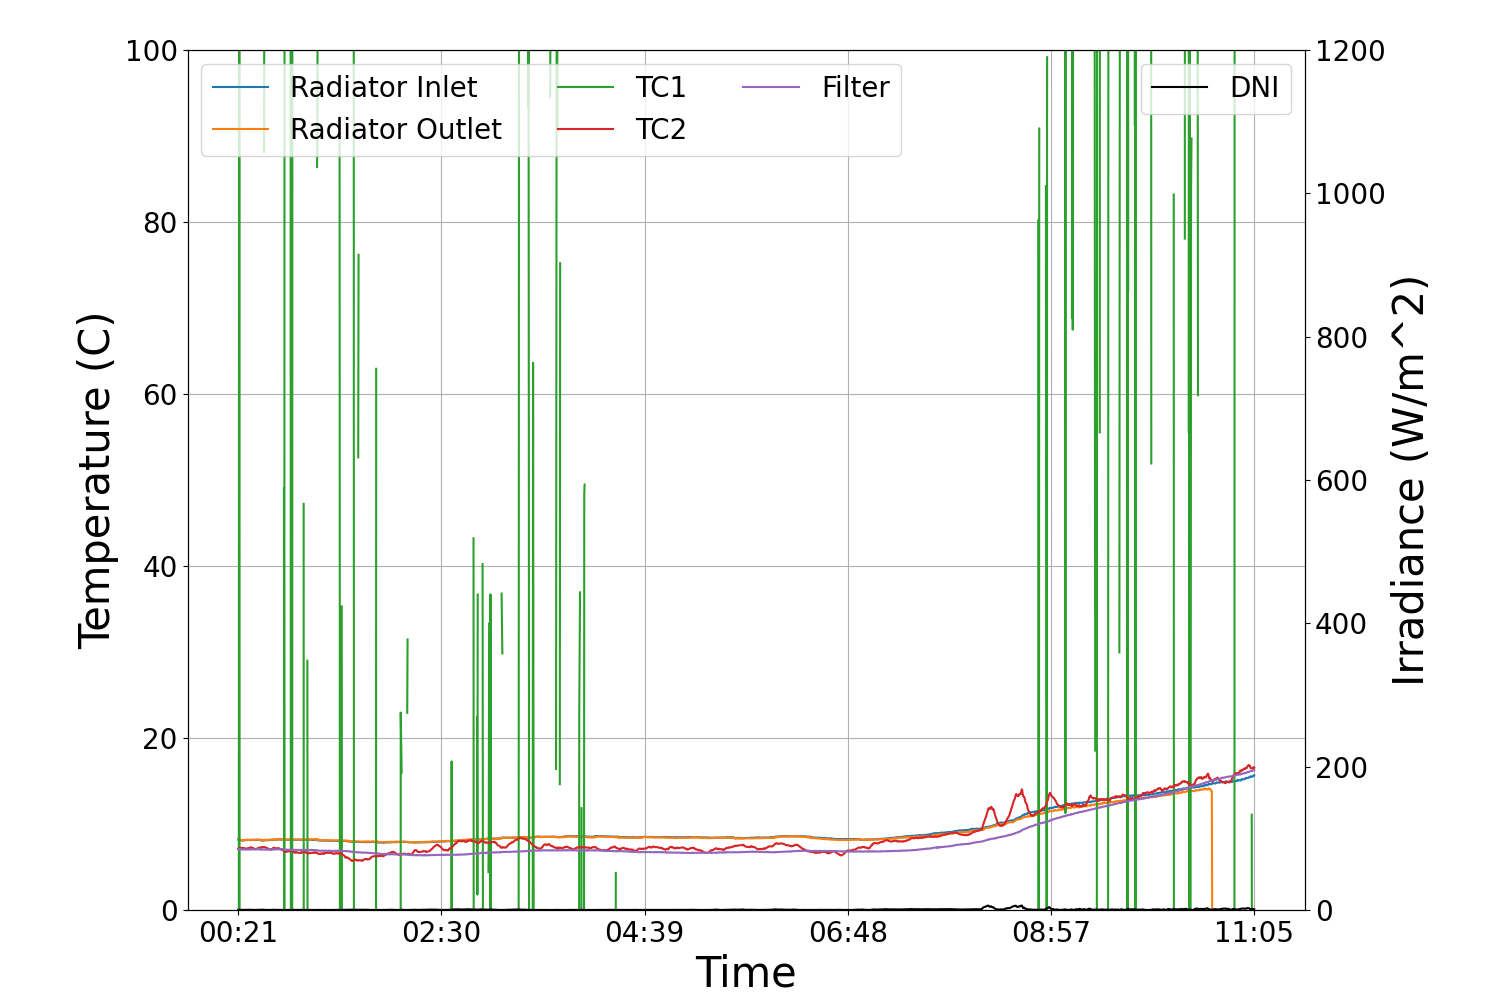 100
80
60
40
20
0
Temperature (C)
Radiator Inlet
Radiator Outlet
TC1
TC2
Filter
DNI
1200
1000
800
600
400
200
0
Irradiance (W/m^2)
00:21
02:30
04:39
06:48
08:57
11:05
Time